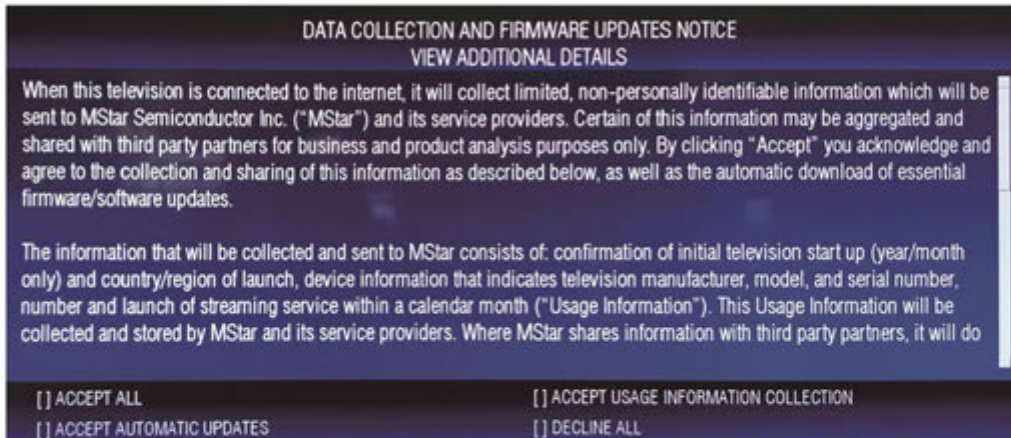 DATA COLLECTION AND FIRMWARE UPDATES NOTICE
VIEW ADDITIONAL DETAILS
When this television is connected to the internet, it will collect limited, non-personally identifiable information which will be
sent to MStar Semiconductor Inc. (“MStar”) and its service providers. Certain of this information may be aggregated and
shared with third party partners for business and product analysis purposes only. By clicking “Accept” you acknowledge and
agree to the collection and sharing of this information as described below, as well as the automatic download of essential
firmware/software updates.
The information that will be collected and sent to MStar consists of: confirmation of initial television start up (year/month
only) and country/region of launch, device information that indicates television manufacturer, model, and serial number,
number and launch of streaming service within a calendar month (“Usage Information”). This Usage Information will be
collected and stored by MStar and its service providers. Where MStar shares information with third party partners, it will do
[ ] ACCEPT ALL
[ ] ACCEPT USAGE INFORMATION COLLECTION
[ ] ACCEPT AUTOMATIC UPDATES
[ ] DECLINE ALL